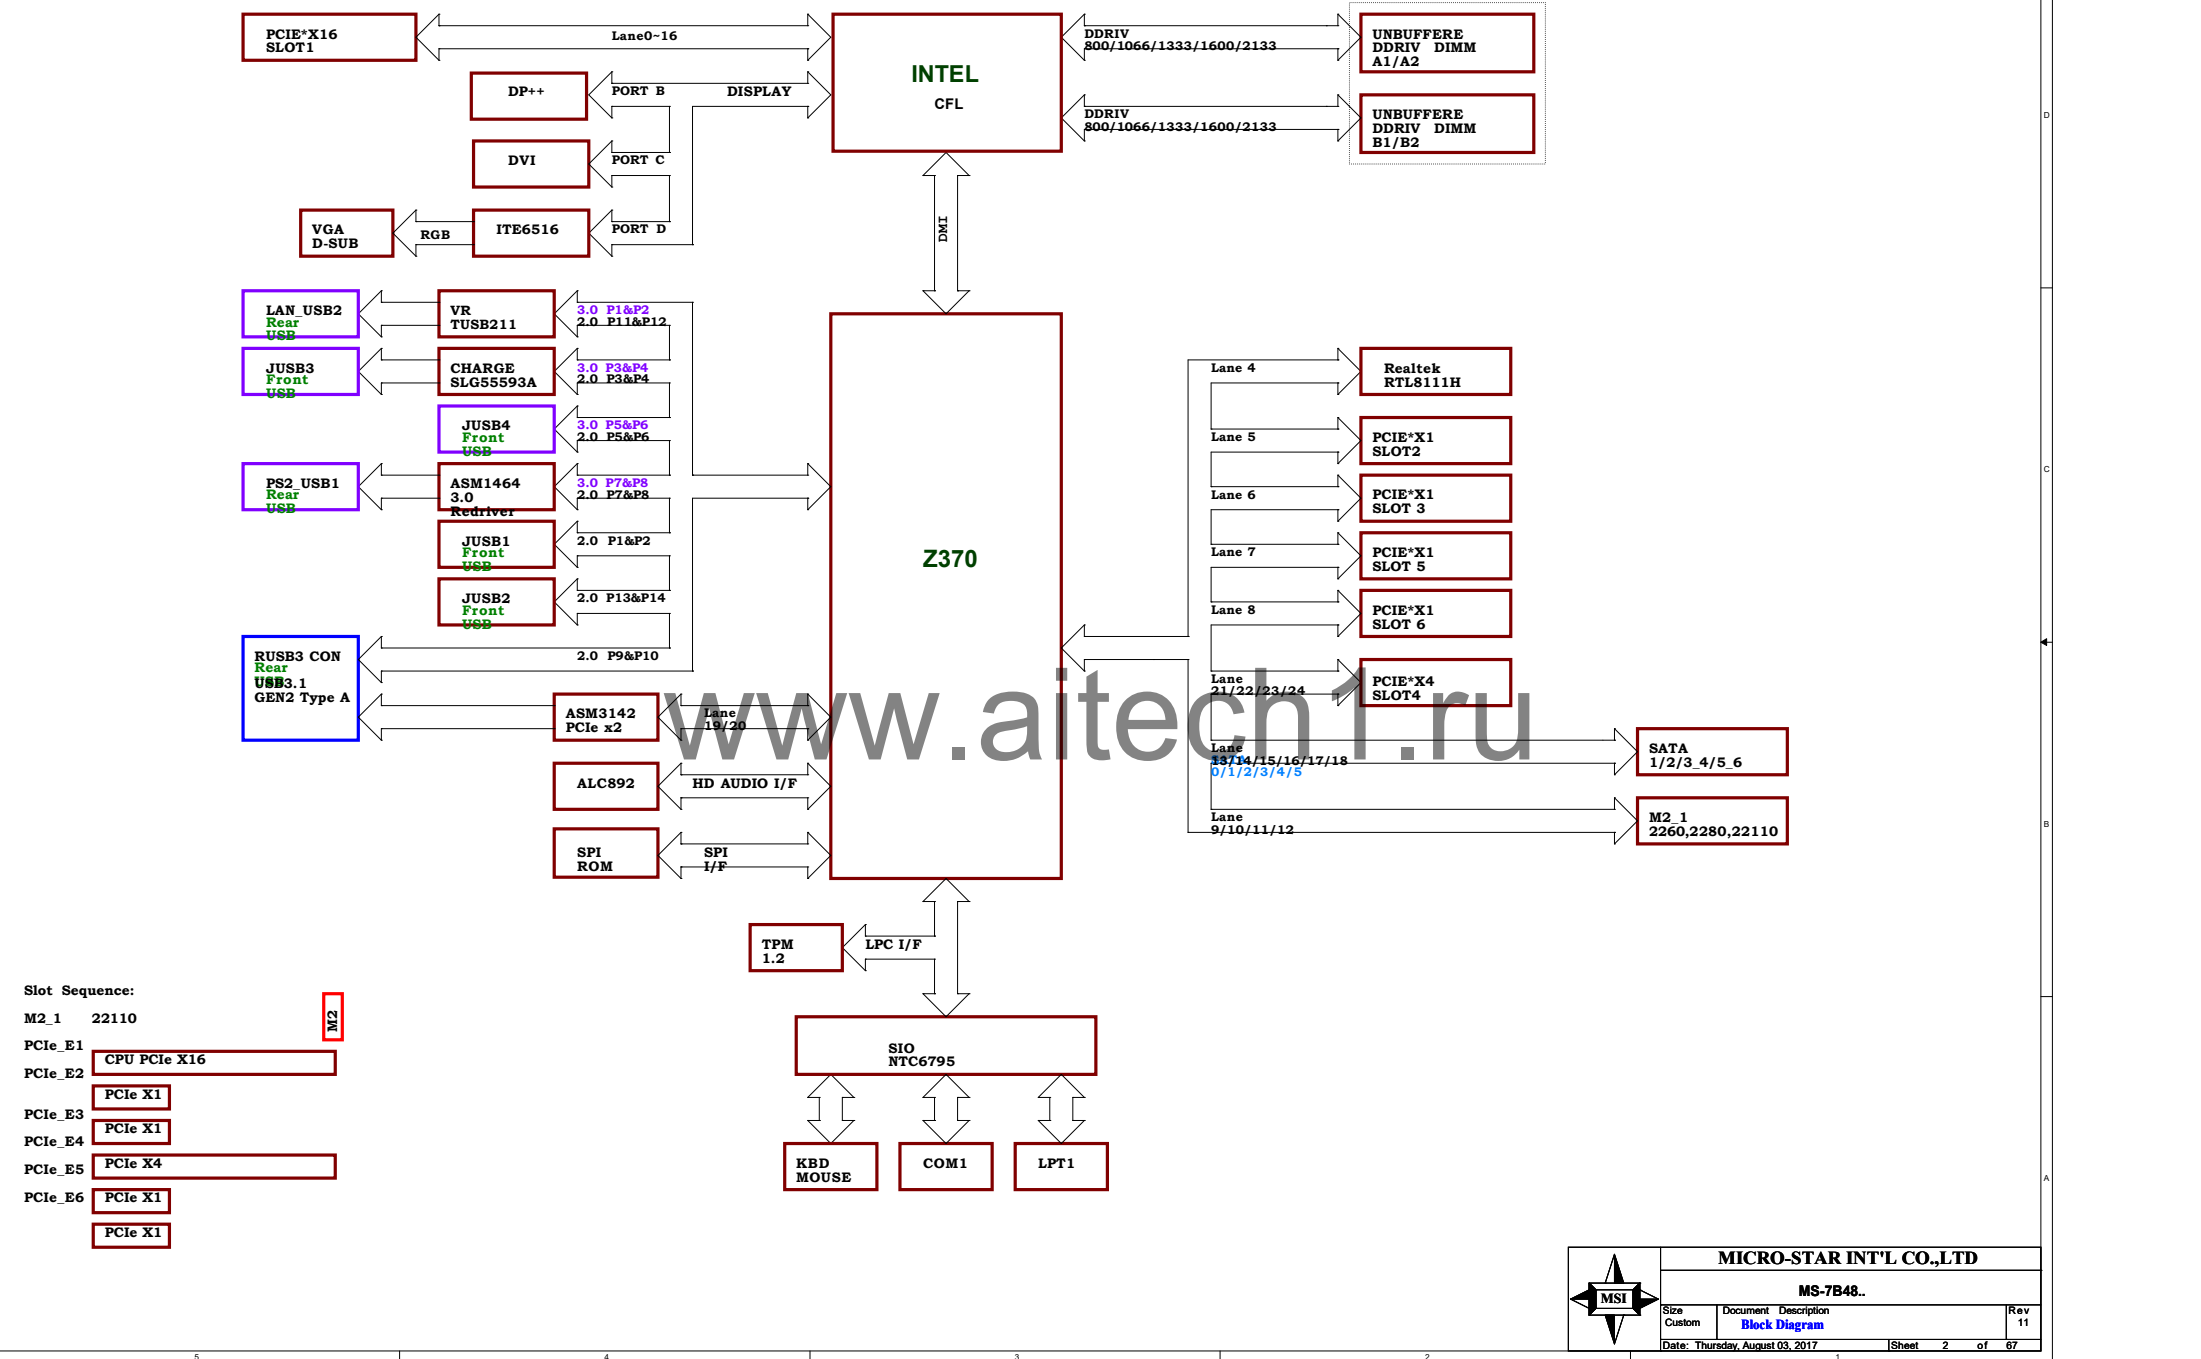 PCIE*X16
SLOT1
Lane0~16
INTEL
CFL
DDRIV
800/1066/1333/1600/2133
UNBUFFERE
DDRIV DIMM
A1/A2
DP++
PORT B
DISPLAY
DDRIV
800/1066/1333/1600/2133
UNBUFFERE
DDRIV DIMM
B1/B2
DVI
PORT C
VGA
D-SUB
RGB
ITE6516
PORT D
DMI
LAN_USB2
Rear
USB
VR
TUSB211
3.0 P1&P2
2.0 P11&P12
JUSB3
Front
USB
CHARGE
SLG55593A
3.0 P3&P4
2.0 P3&P4
JUSB4
Front
USB
3.0 P5&P6
2.0 P5&P6
PS2_USB1
Rear
USB
ASM1464
3.0
Redriver
3.0 P7&P8
2.0 P7&P8
JUSB1
Front
USB
2.0 P1&P2
JUSB2
Front
USB
2.0 P13&P14
RUSB3 CON
Rear
USB
USB3.1
GEN2 Type A
2.0 P9&P10
ASM3142
PCIe x2
Lane
19/20
ALC892
HD AUDIO I/F
SPI
ROM
SPI
I/F
Z370
Lane 4
Realtek
RTL8111H
Lane 5
PCIE*X1
SLOT2
Lane 6
PCIE*X1
SLOT 3
Lane 7
PCIE*X1
SLOT 5
Lane 8
PCIE*X1
SLOT 6
Lane
21/22/23/24
PCIE*X4
SLOT4
www.aitech1.ru
Lane
13/14/15/16/17/18
SATA
0/1/2/3/4/5
SATA
1/2/3_4/5_6
Lane
9/10/11/12
M2_1
2260,2280,22110
TPM
1.2
LPC I/F
SIO
NTC6795
KBD
MOUSE
COM1
LPT1
Slot Sequence:
M2_1 22110
M2
PCIe_E1
CPU PCIe X16
PCIe_E2
PCIe X1
PCIe_E3
PCIe X1
PCIe_E4
PCIe X4
PCIe_E5
PCIe X1
PCIe_E6
PCIe X1
D
C
B
A
MSI
MICRO-STAR INT'L CO.,LTD
MS-7B48..
Size
Custom
Document Description
Block Diagram
Rev
11
Date: Thursday, August 03, 2017
Sheet 2 of 67
5 4 3 2 1